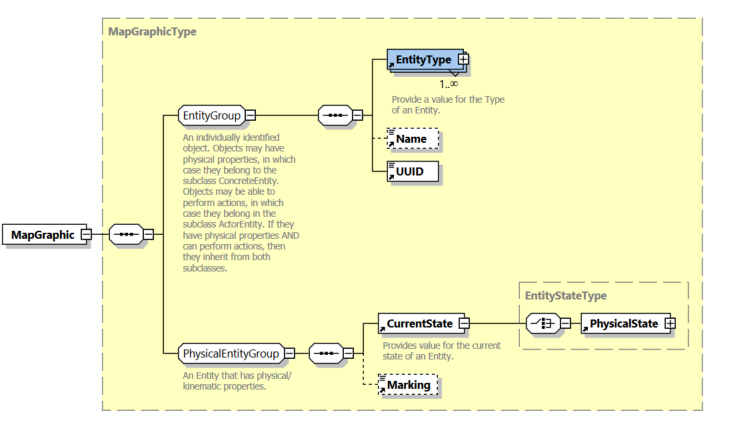 MapGraphicType
EntityType
1..∞
Provide a value for the Type
of an Entity.
EntityGroup
An individually identified
object. Objects may have
physical properties, in which
case they belong to the
subclass ConcreteEntity.
Objects may be able to
perform actions, in which
case they belong in the
subclass ActorEntity. If they
have physical properties AND
can perform actions, then
they inherit from both
subclasses.
Name
UUID
MapGraphic
EntityStateType
CurrentState
PhysicalState
Provides value for the current
state of an Entity.
PhysicalEntityGroup
An Entity that has physical/
kinematic properties.
Marking